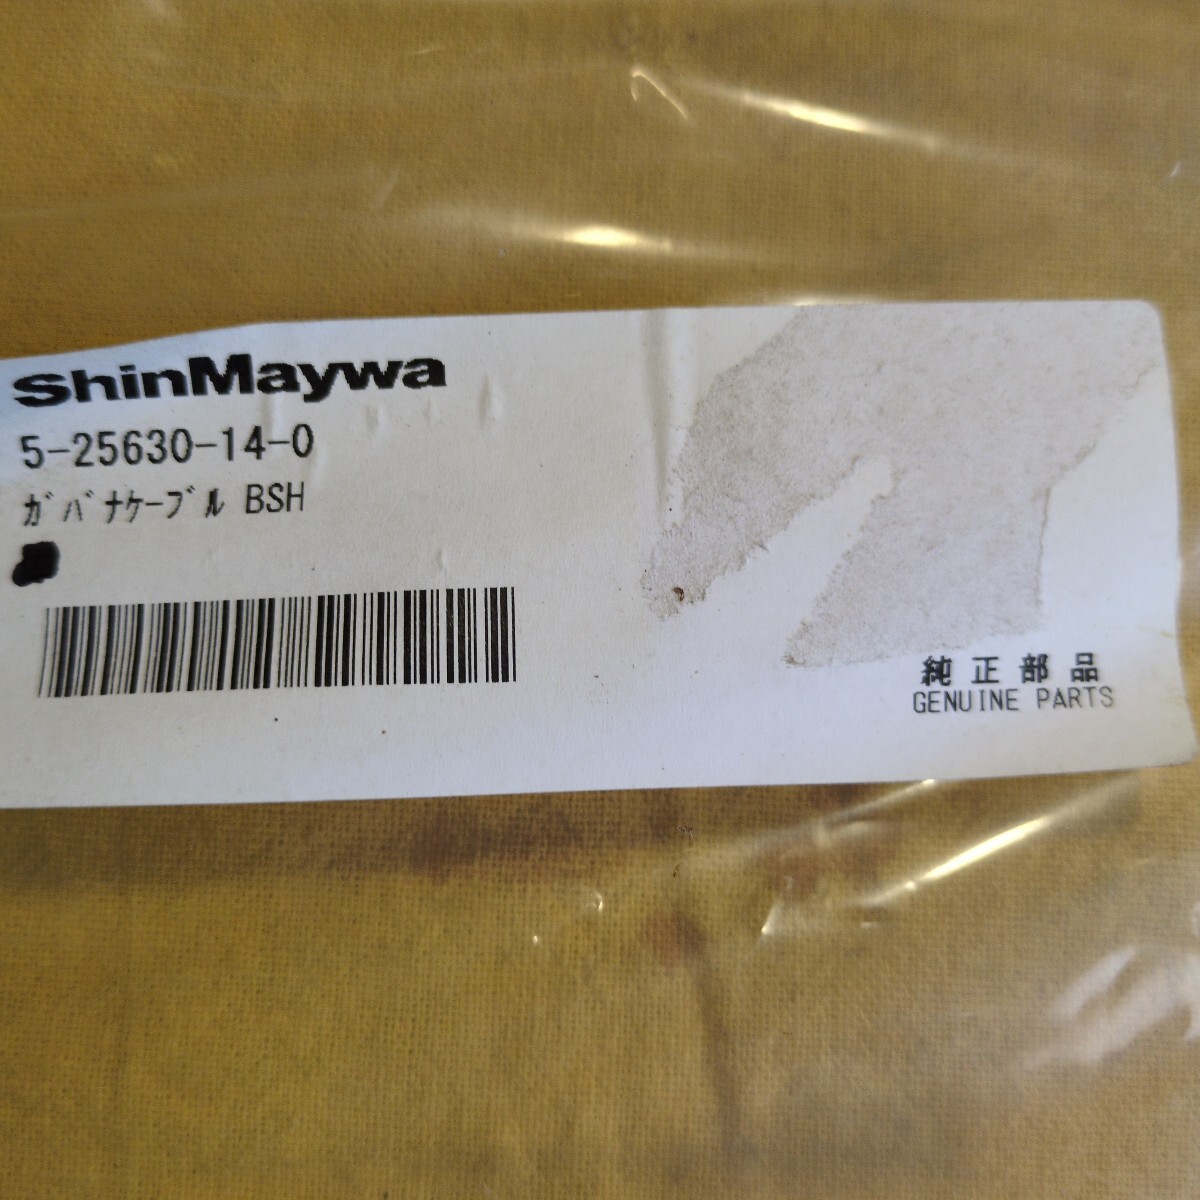 ShinMaywa
5-25630-14-0
ｶﾞﾊﾞﾅｹｰﾌﾞﾙ BSH
純正部品
GENUINE PARTS